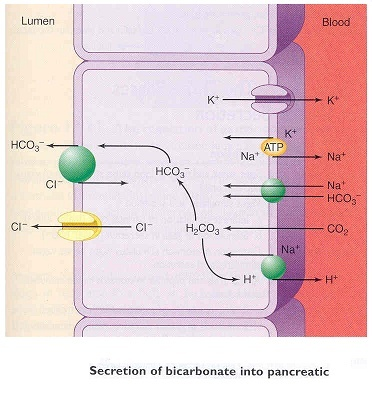 Lumen
Blood
K⁺
K⁺
K⁺
ATP
Na⁺
Na⁺
HCO₃⁻
HCO₃⁻
Cl⁻
Na⁺
HCO₃⁻
Cl⁻
Cl⁻
H₂CO₃
CO₂
Na⁺
H⁺
H⁺
Secretion of bicarbonate into pancreatic